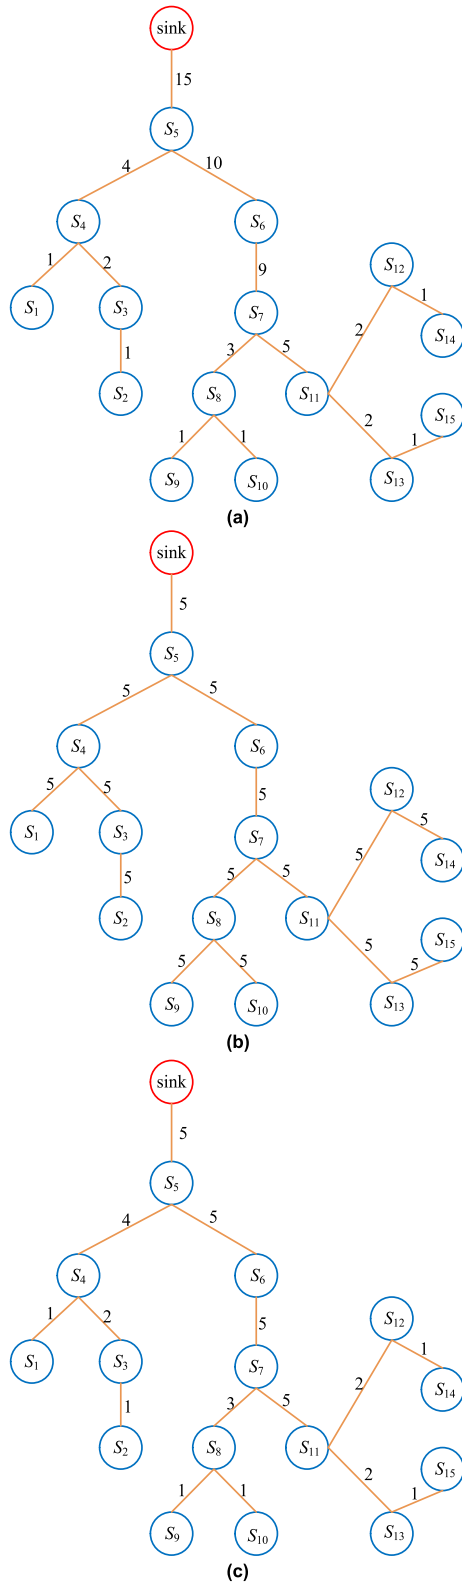 sink
15
S5
4 10
S4 S6
1 2 9 S12
S1 S3 S7 2 1 S14
1 3 5
S2 S8 S11 2 S15
1 1 1
S9 S10 S13
(a)
sink
5
S5
5 5
S4 S6
5 5 5 S12
S1 S3 S7 5 5 S14
5 5 5
S2 S8 S11 5 S15
5 5 5
S9 S10 S13
(b)
sink
5
S5
4 5
S4 S6
1 2 5 S12
S1 S3 S7 2 1 S14
1 3 5
S2 S8 S11 2 S15
1 1 1
S9 S10 S13
(c)